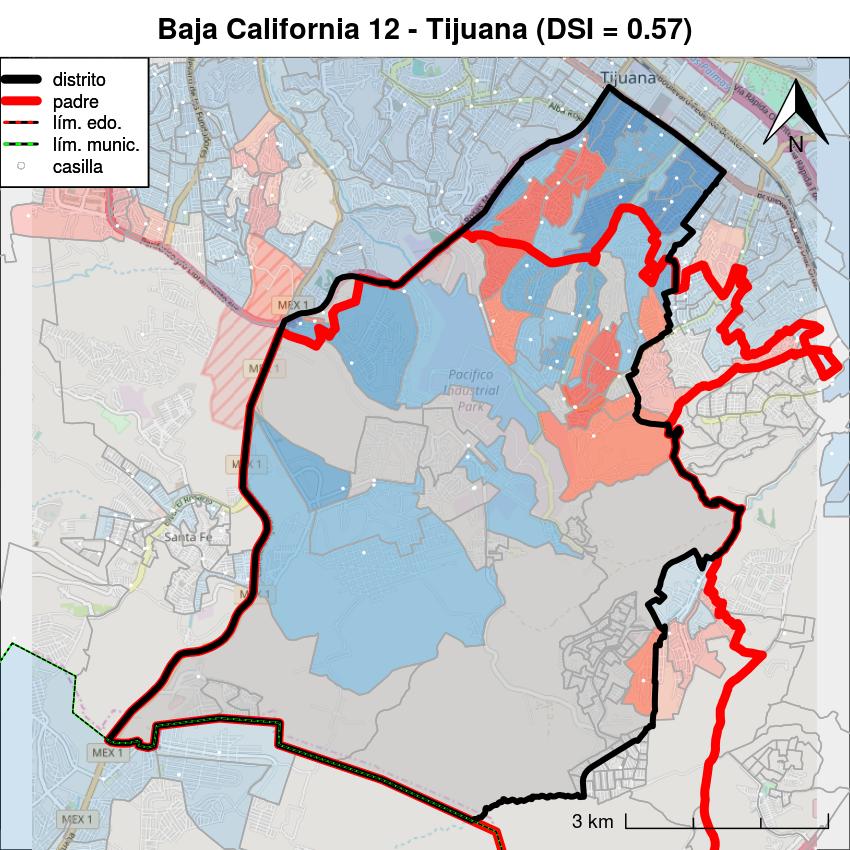 Baja California 12 - Tijuana (DSI = 0.57)
distrito
padre
lím. edo.
lím. munic.
casilla
Tijuana
N
MEX 1
MEX 1
Pacifico
Industrial
Park
MEX 1
Santa Fe
MEX 1
MEX 1
MEX 1
3 km